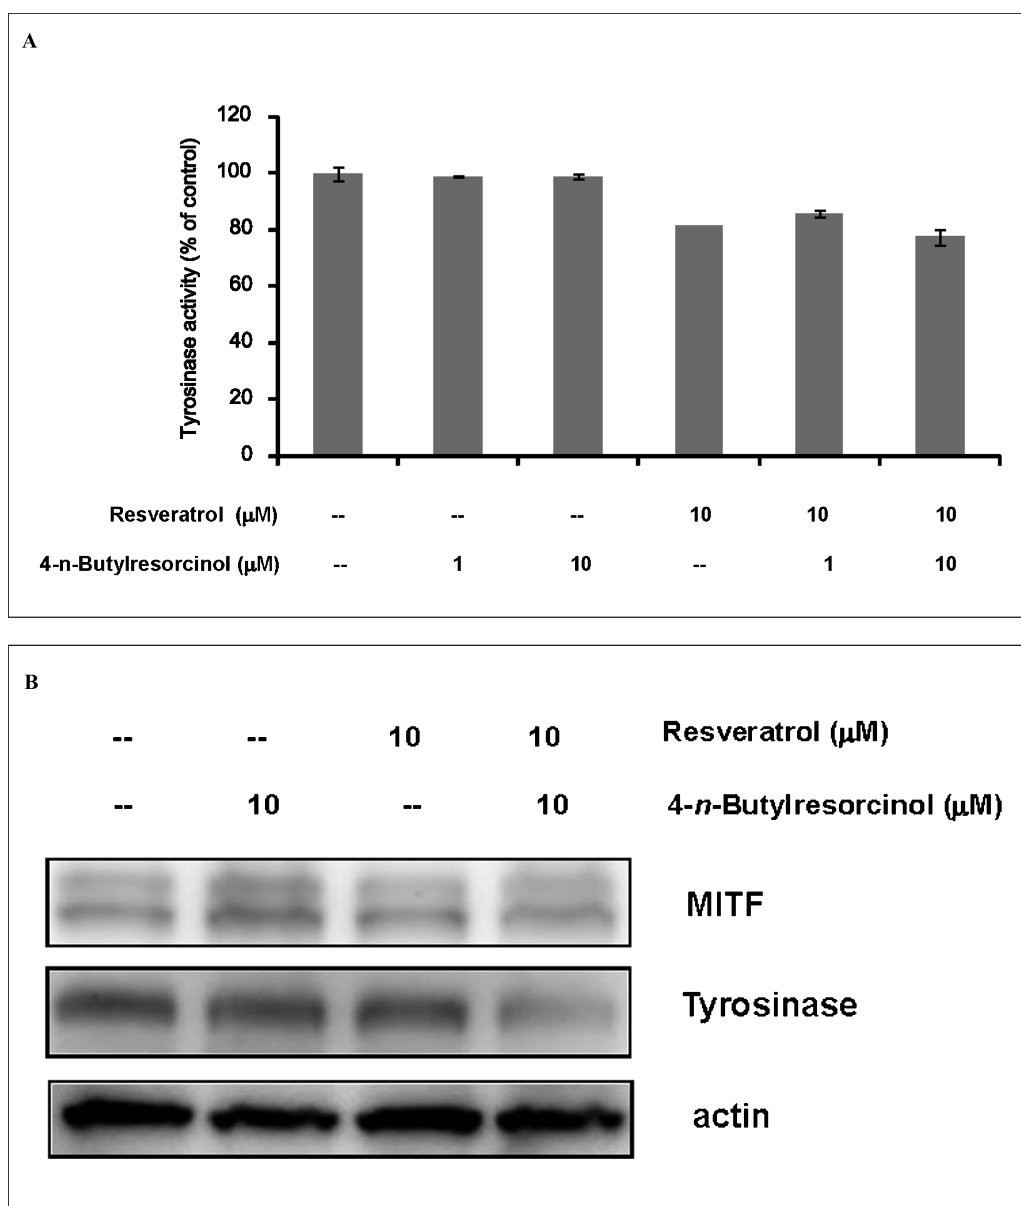 A
Tyrosinase activity (% of control)
120
100
80
60
40
20
0
Resveratrol (μM) -- -- -- 10 10 10
4-n-Butylresorcinol (μM) -- 1 10 -- 1 10
B
-- -- 10 10 Resveratrol (μM)
-- 10 -- 10 4-n-Butylresorcinol (μM)
MITF
Tyrosinase
actin